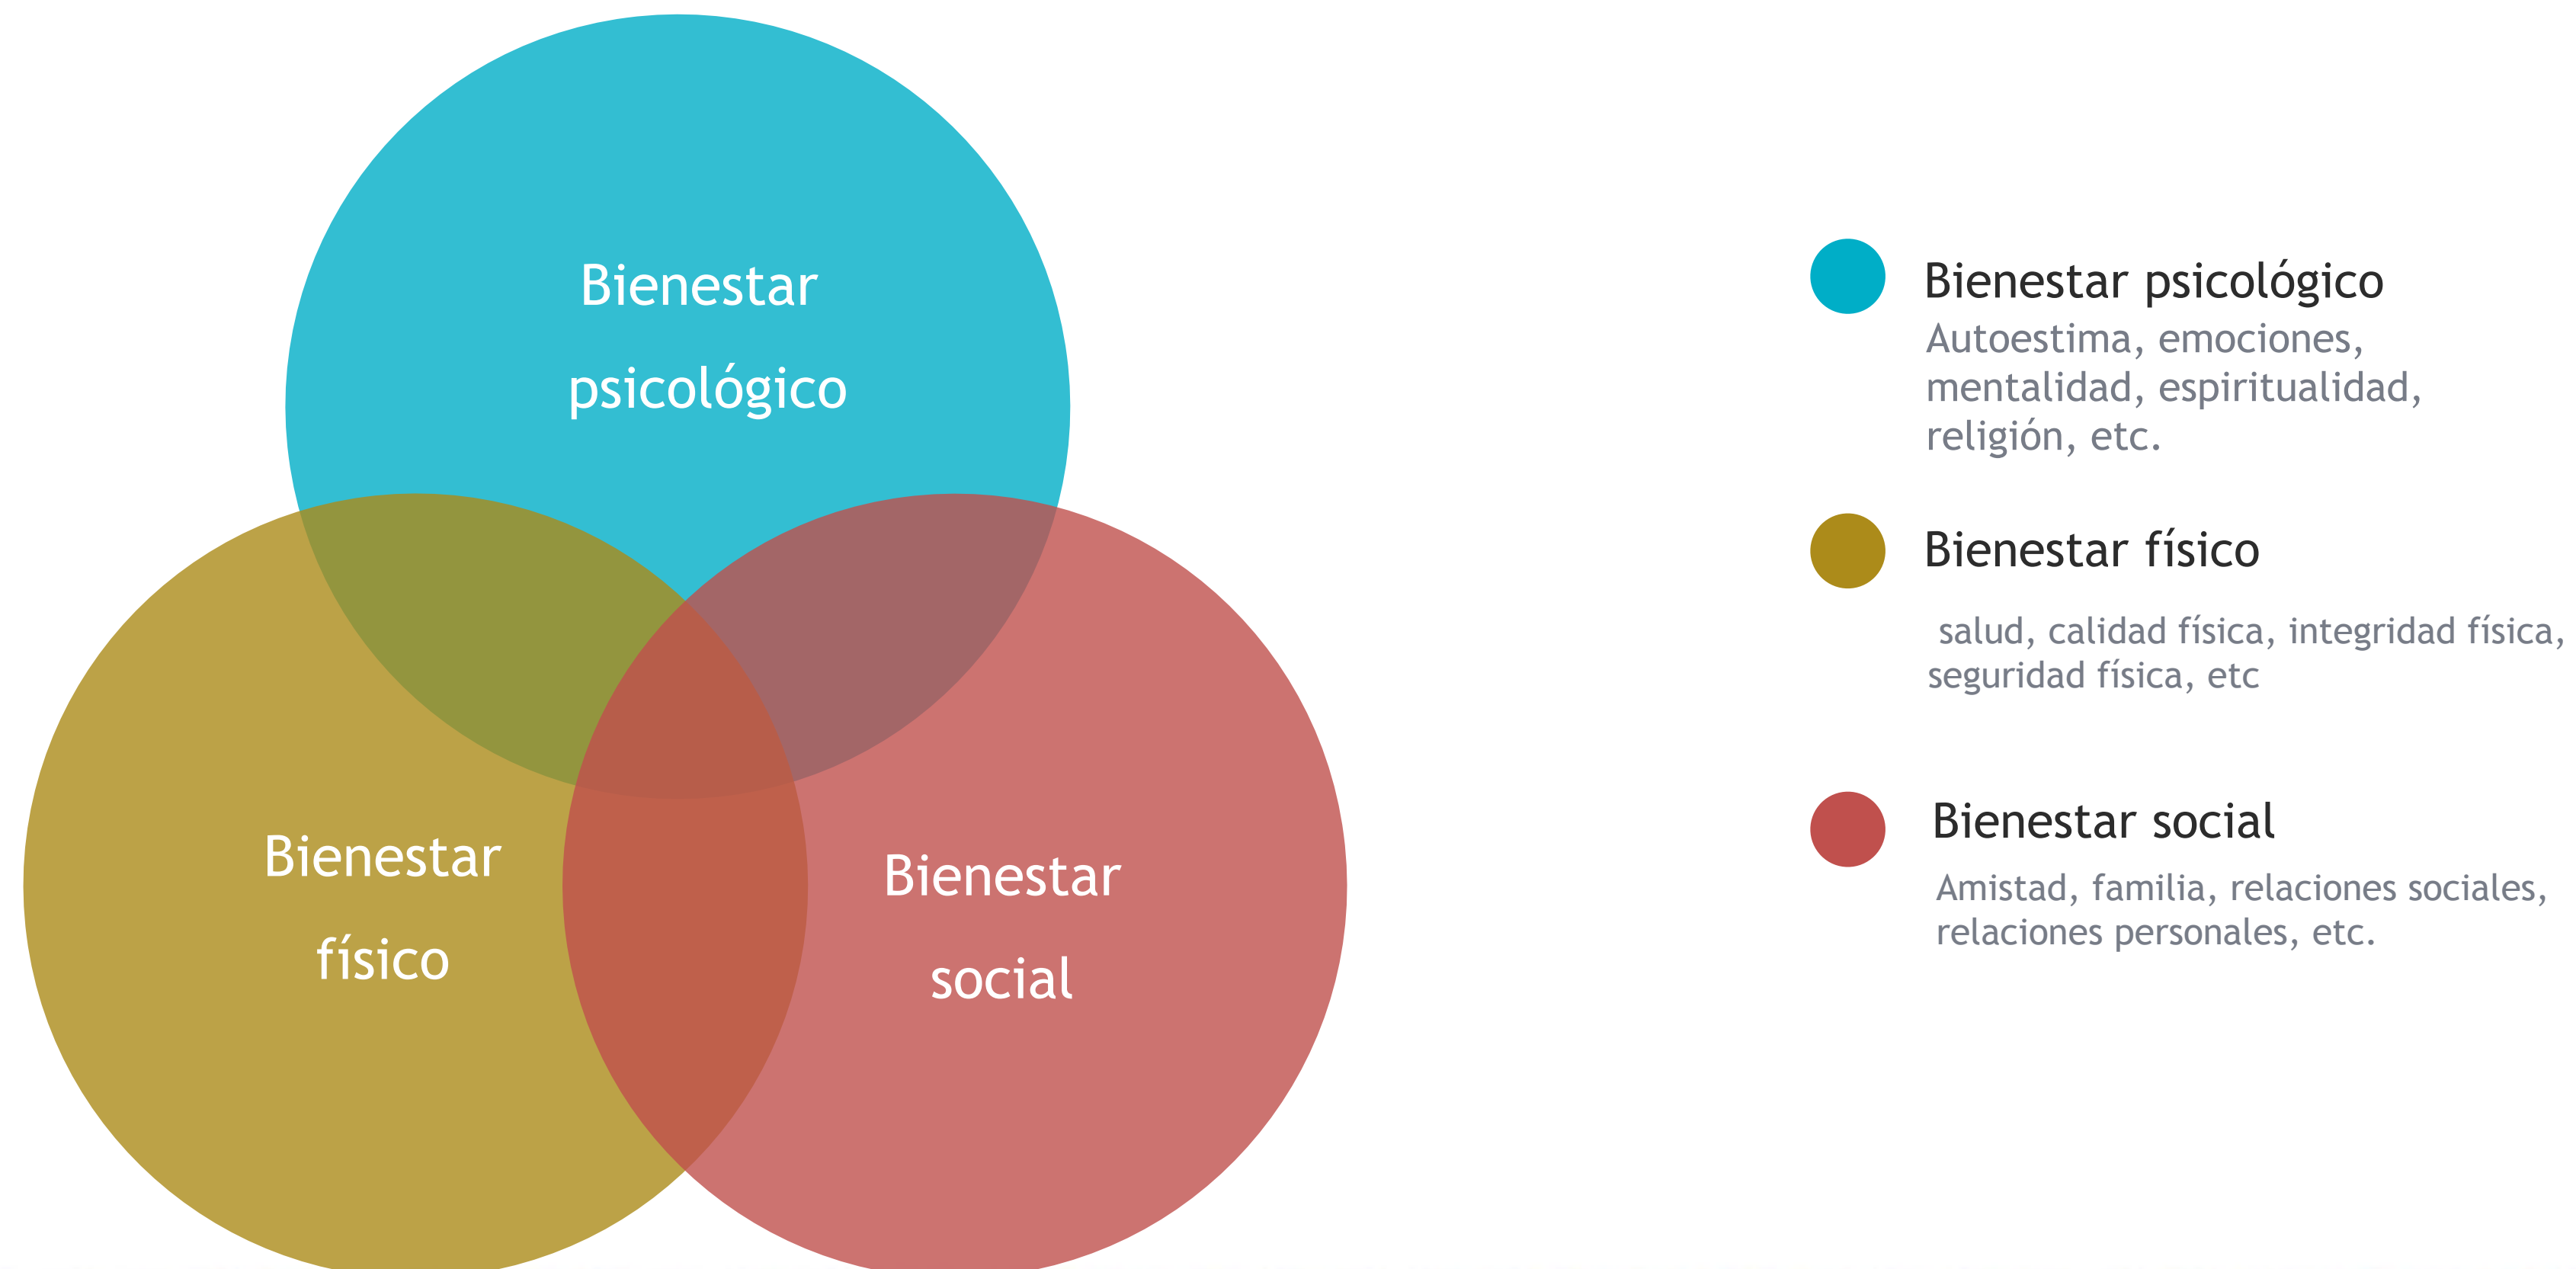 Bienestar
psicológico
Bienestar
físico
Bienestar
social
Bienestar psicológico
Autoestima, emociones,
mentalidad, espiritualidad,
religión, etc.
Bienestar físico
salud, calidad física, integridad física,
seguridad física, etc
Bienestar social
Amistad, familia, relaciones sociales,
relaciones personales, etc.